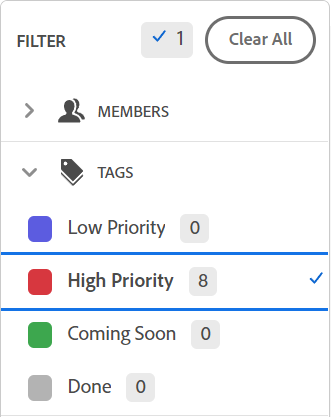 FILTER 1 Clear All
MEMBERS
TAGS
Low Priority 0
High Priority 8
Coming Soon 0
Done 0